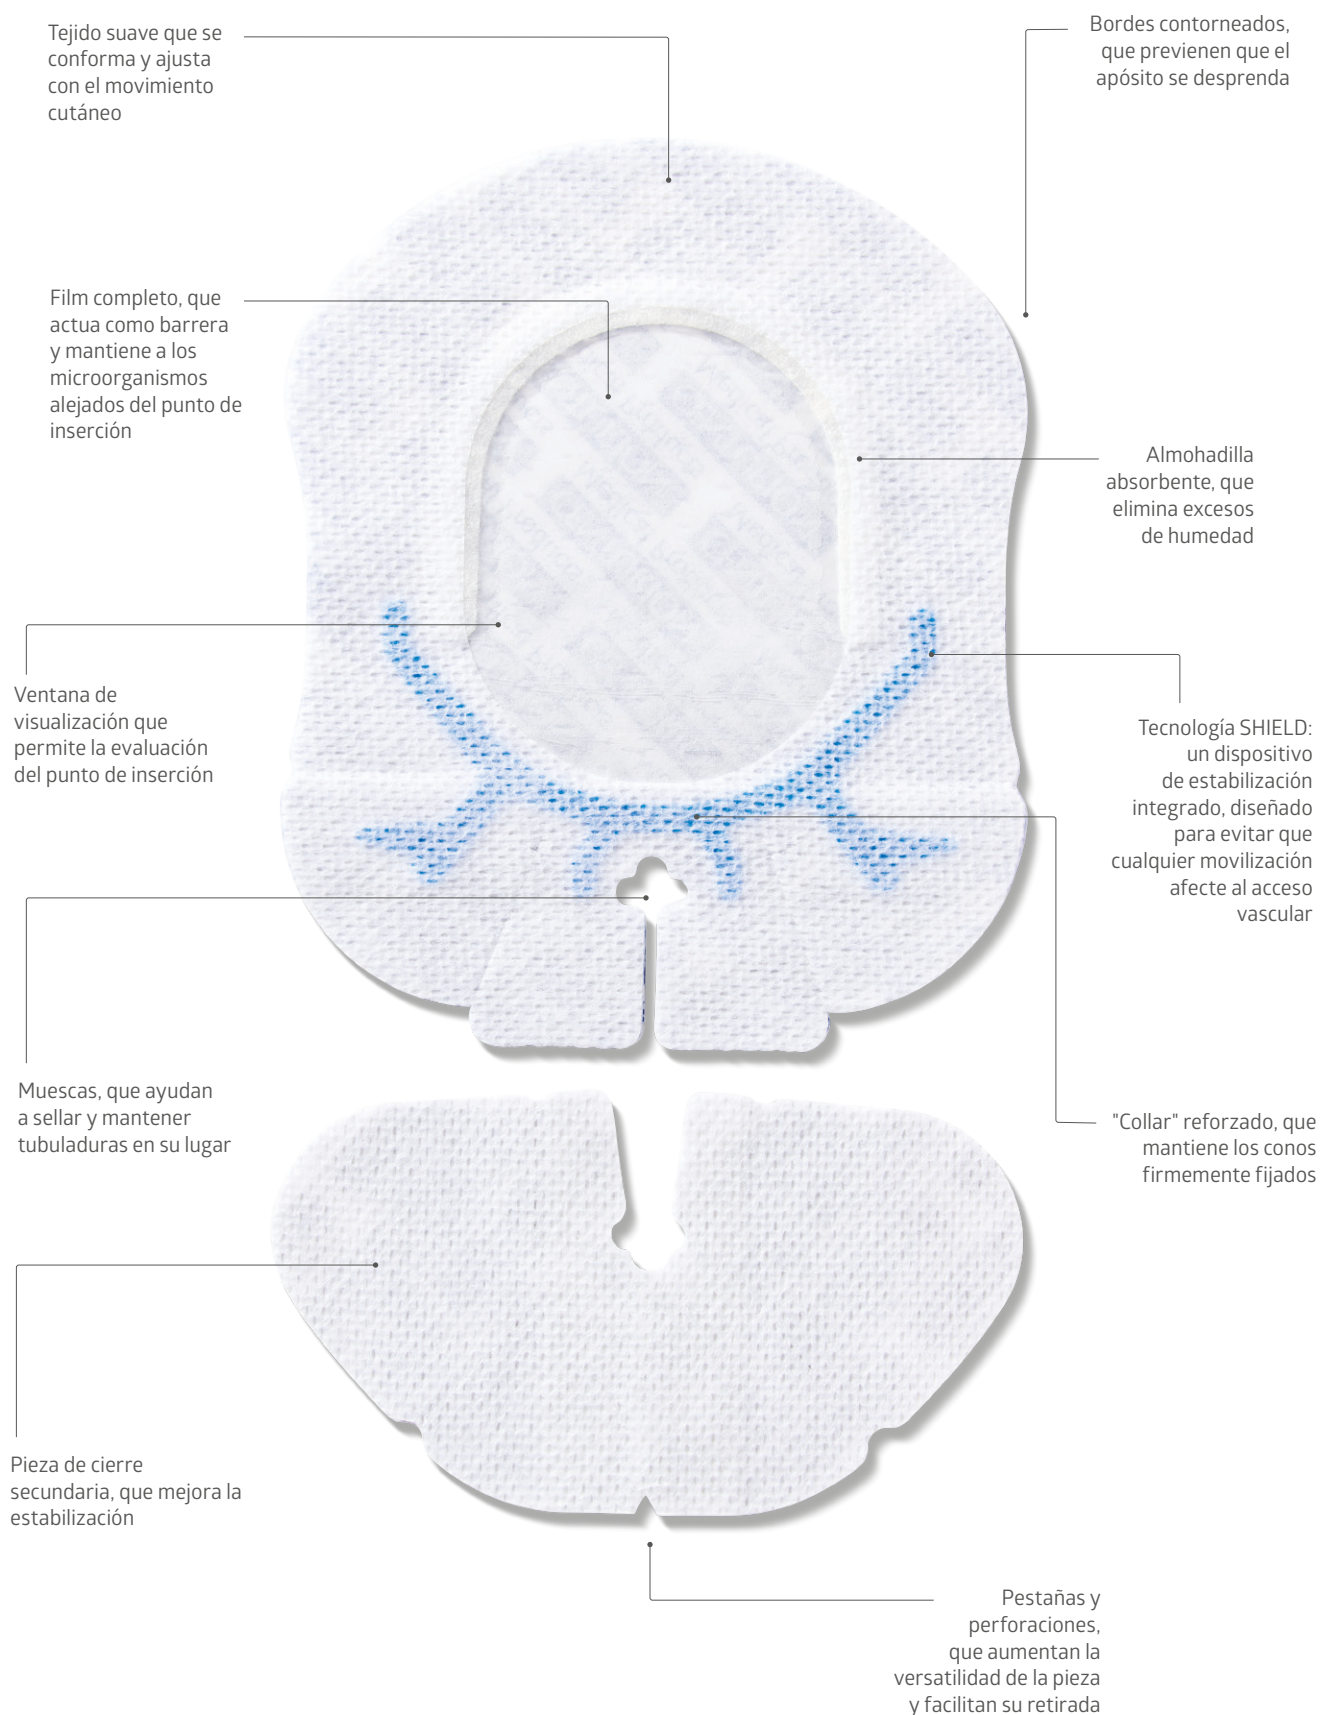 Tejido suave que se
conforma y ajusta
con el movimiento
cutáneo
Bordes contorneados,
que previenen que el
apósito se desprenda
Film completo, que
actua como barrera
y mantiene a los
microorganismos
alejados del punto de
inserción
Almohadilla
absorbente, que
elimina excesos
de humedad
Ventana de
visualización que
permite la evaluación
del punto de inserción
Tecnología SHIELD:
un dispositivo
de estabilización
integrado, diseñado
para evitar que
cualquier movilización
afecte al acceso
vascular
Muescas, que ayudan
a sellar y mantener
tubuladuras en su lugar
"Collar" reforzado, que
mantiene los conos
firmemente fijados
Pieza de cierre
secundaria, que mejora la
estabilización
Pestañas y
perforaciones,
que aumentan la
versatilidad de la pieza
y facilitan su retirada